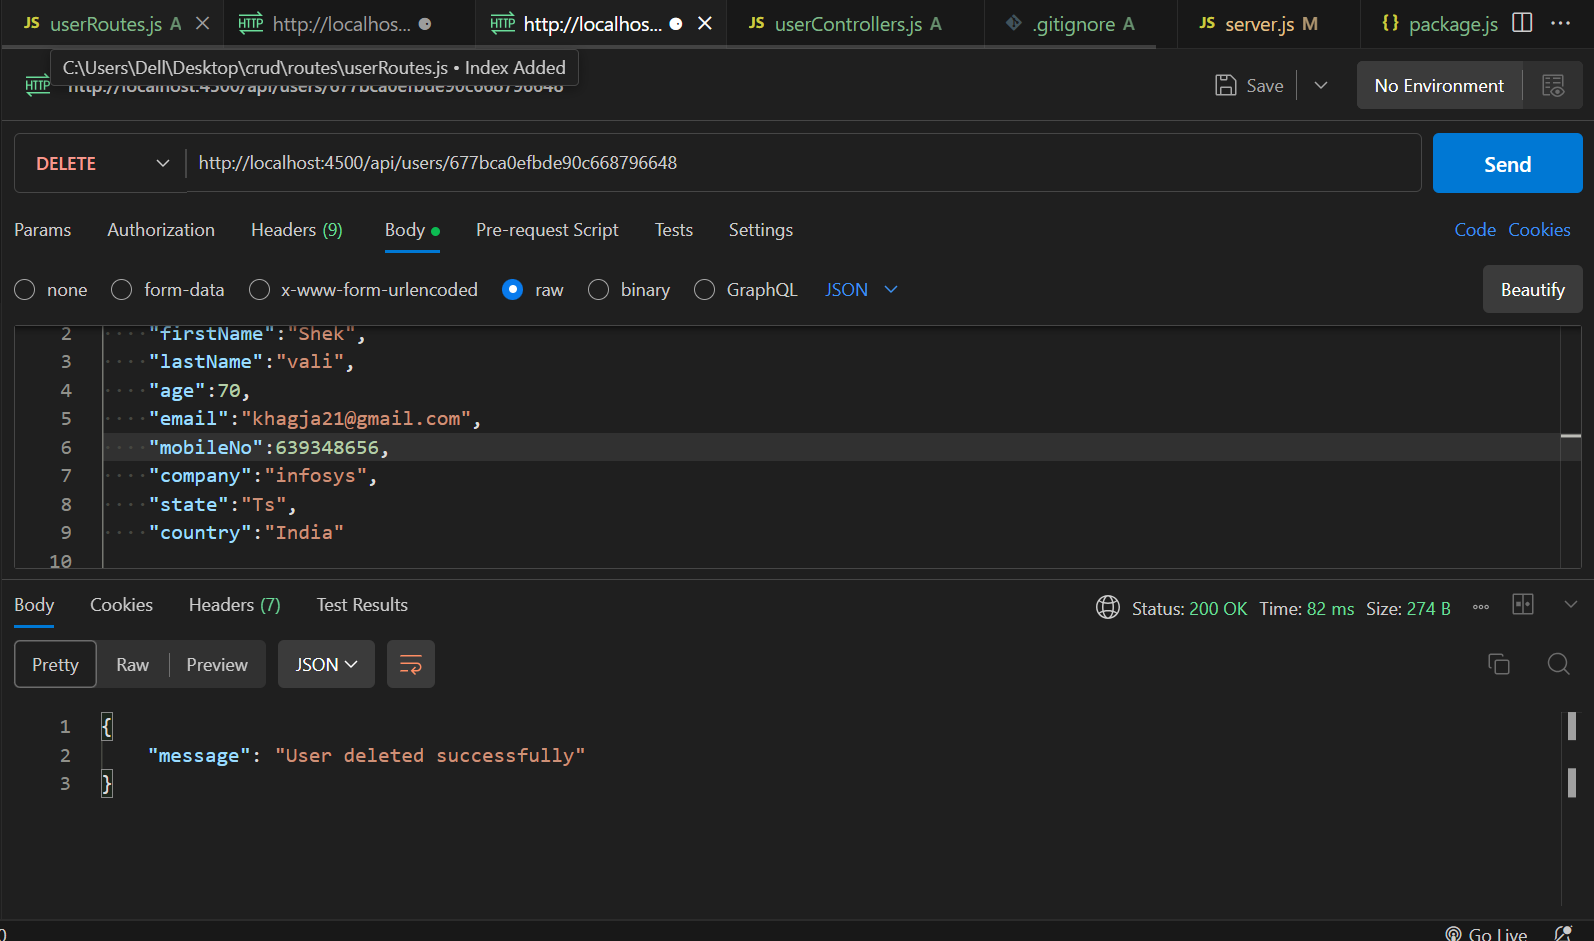 JS userRoutes.js A
HTTP http://localhos...
HTTP http://localhos...
JS userControllers.js A
.gitignore A
JS server.js M
{} package.js
C:\Users\Dell\Desktop\crud\routes\userRoutes.js • Index Added
HTTP http://localhost:4500/api/users/677bca0efbde90c668796648
Save
No Environment
DELETE http://localhost:4500/api/users/677bca0efbde90c668796648 Send
Params Authorization Headers (9) Body Pre-request Script Tests Settings Code Cookies
none form-data x-www-form-urlencoded raw binary GraphQL JSON Beautify
2 "firstName":"Shek",
3 "lastName":"vali",
4 "age":70,
5 "email":"khagja21@gmail.com",
6 "mobileNo":639348656,
7 "company":"infosys",
8 "state":"Ts",
9 "country":"India"
10
Body Cookies Headers (7) Test Results Status: 200 OK Time: 82 ms Size: 274 B
Pretty Raw Preview JSON
1 {
2 "message": "User deleted successfully"
3 }
Go Live